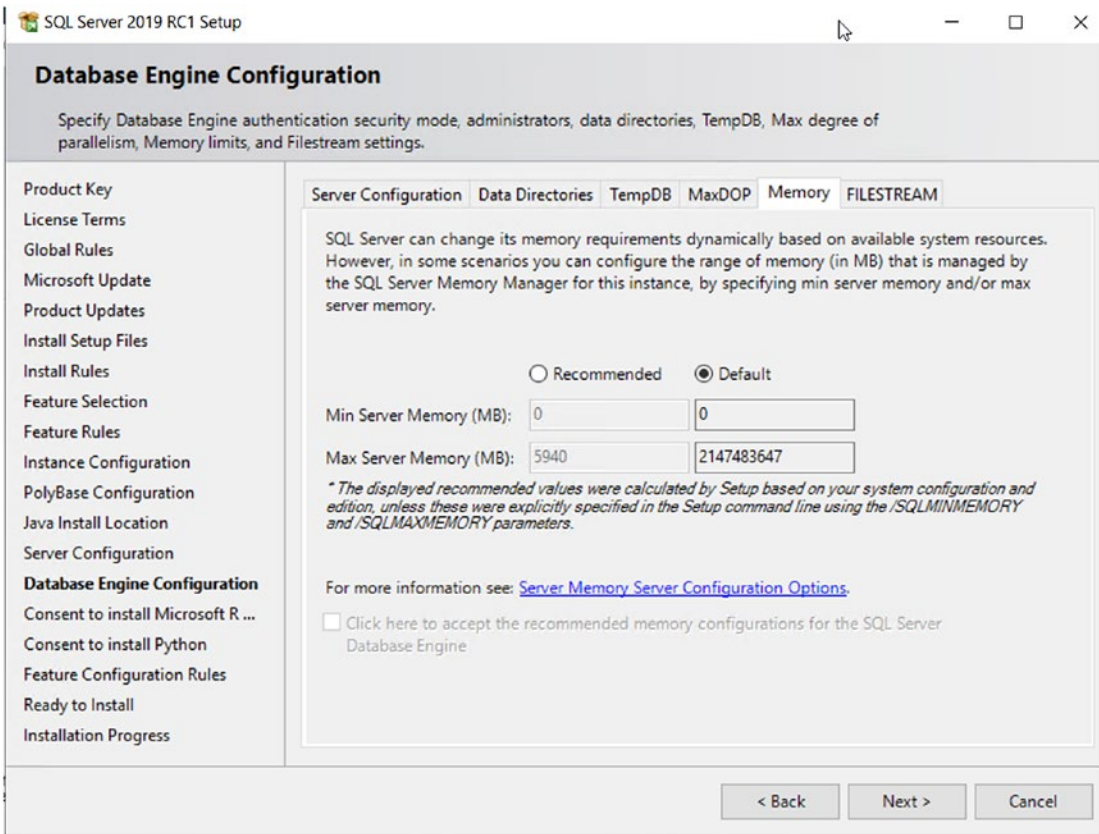 SQL Server 2019 RC1 Setup
Database Engine Configuration
Specify Database Engine authentication security mode, administrators, data directories, TempDB, Max degree of
parallelism, Memory limits, and Filestream settings.
Product Key
License Terms
Global Rules
Microsoft Update
Product Updates
Install Setup Files
Install Rules
Feature Selection
Feature Rules
Instance Configuration
PolyBase Configuration
Java Install Location
Server Configuration
Database Engine Configuration
Consent to install Microsoft R ...
Consent to install Python
Feature Configuration Rules
Ready to Install
Installation Progress
Server Configuration Data Directories TempDB MaxDOP Memory FILESTREAM
SQL Server can change its memory requirements dynamically based on available system resources.
However, in some scenarios you can configure the range of memory (in MB) that is managed by
the SQL Server Memory Manager for this instance, by specifying min server memory and/or max
server memory.
Recommended Default
Min Server Memory (MB): 0 0
Max Server Memory (MB): 5940 2147483647
* The displayed recommended values were calculated by Setup based on your system configuration and
edition, unless these were explicitly specified in the Setup command line using the /SQLMINMEMORY
and /SQLMAXMEMORY parameters.
For more information see: Server Memory Server Configuration Options.
Click here to accept the recommended memory configurations for the SQL Server
Database Engine
< Back Next > Cancel